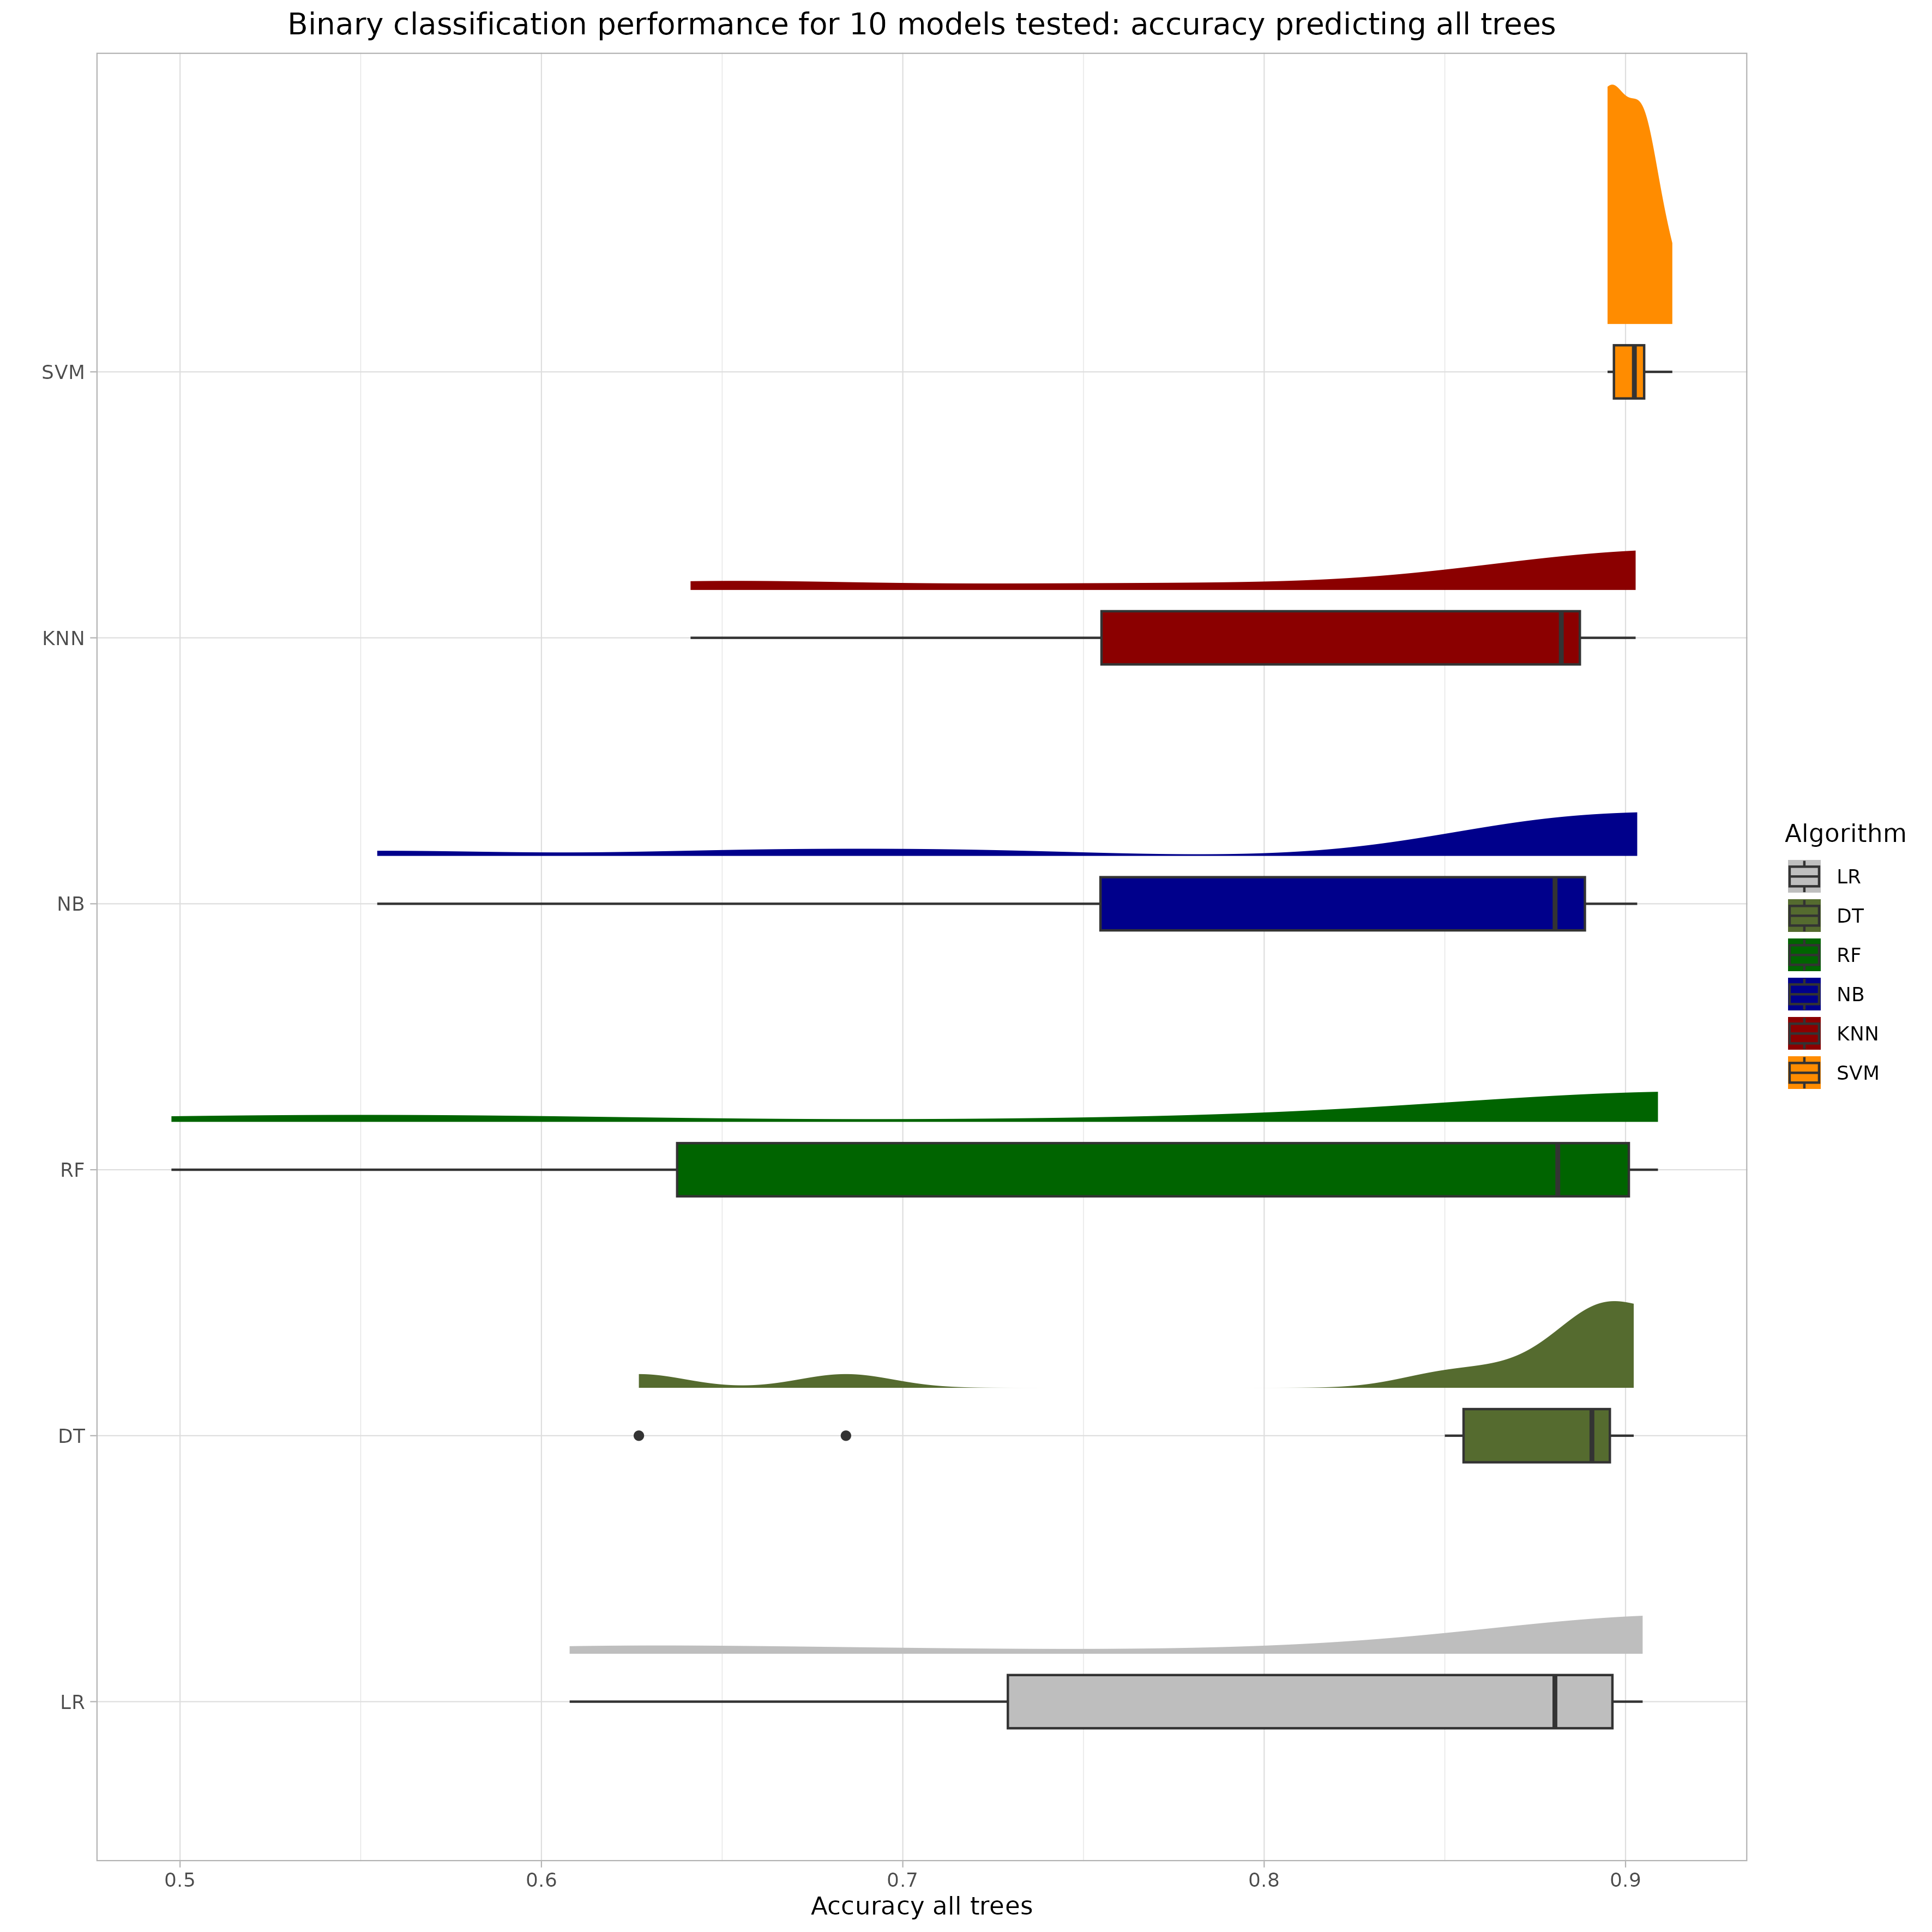 Binary classification performance for 10 models tested: accuracy predicting all trees
SVM
KNN
NB
RF
DT
LR
0.5 0.6 0.7 0.8 0.9
Accuracy all trees
Algorithm
LR
DT
RF
NB
KNN
SVM